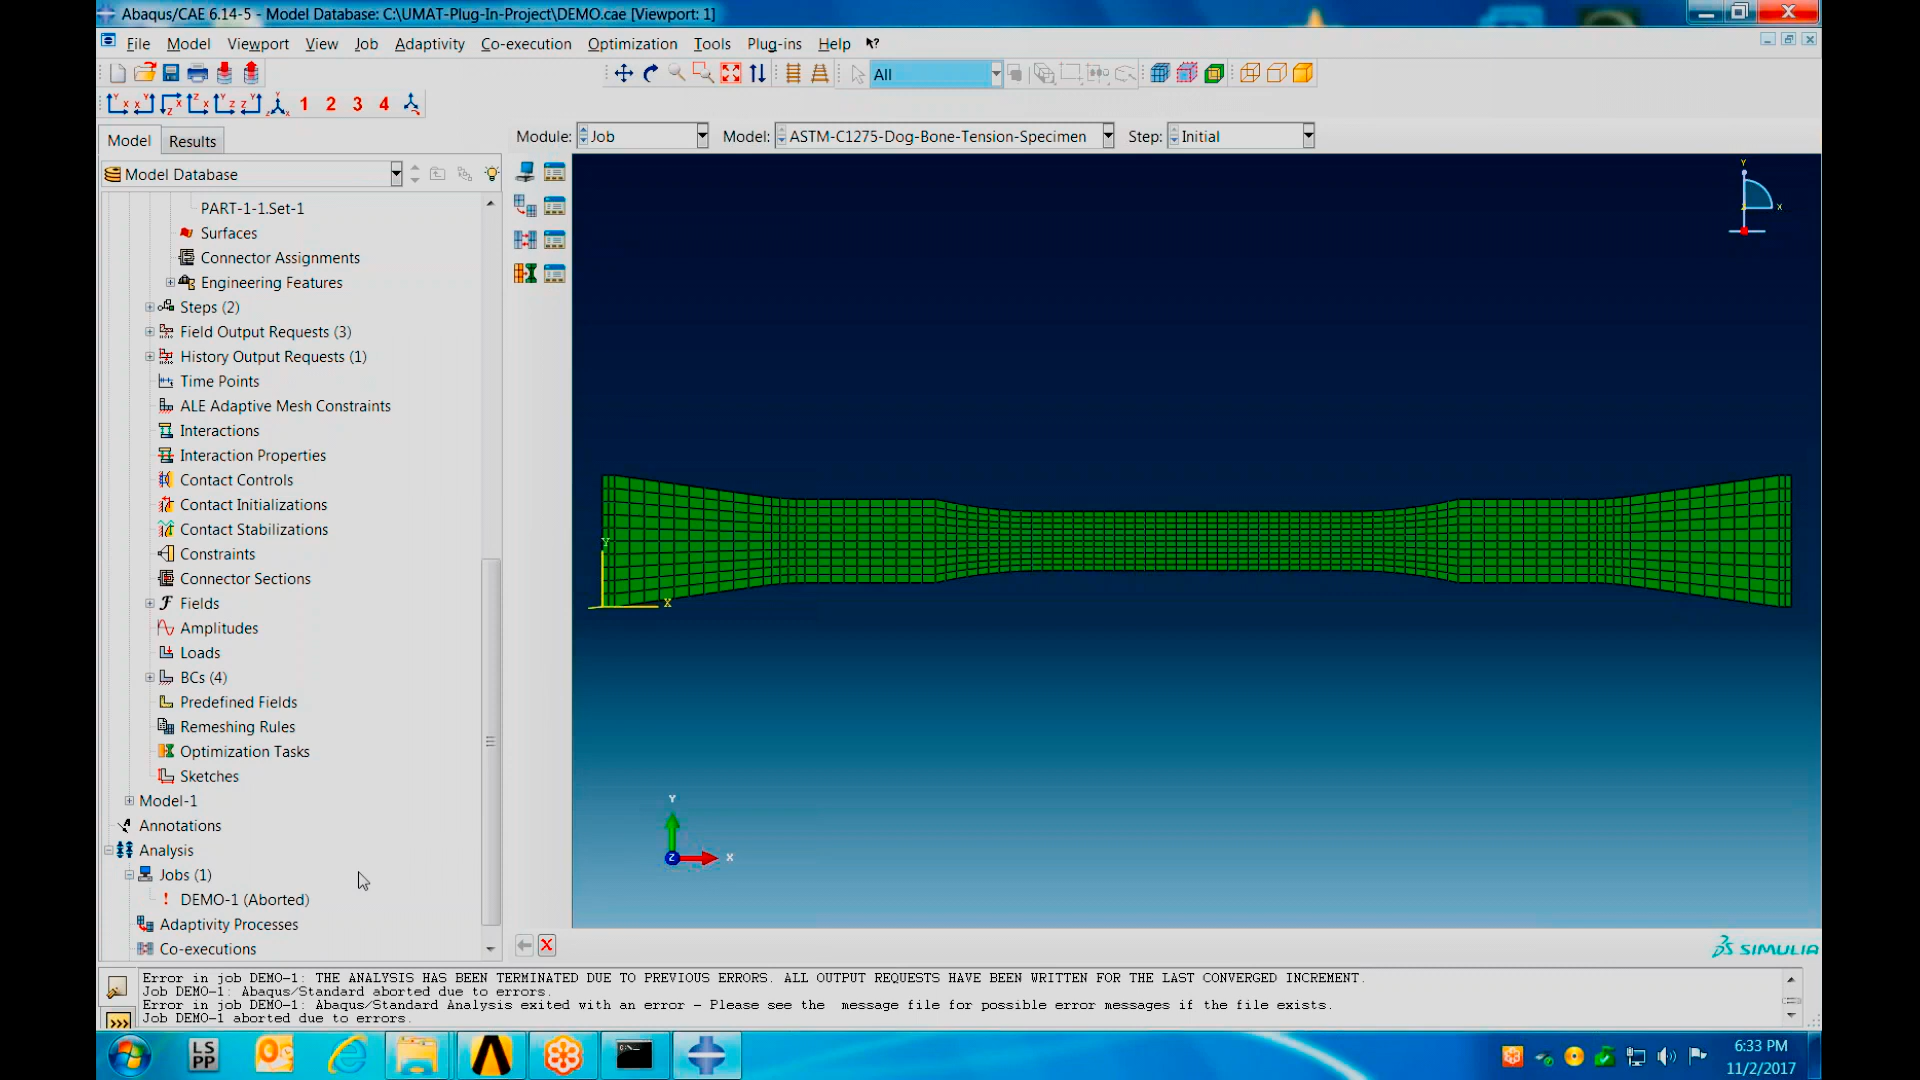 Abaqus/CAE 6.14-5 - Model Database: C:\UMAT-Plug-In-Project\DEMO.cae [Viewport: 1]
File Model Viewport View Job Adaptivity Co-execution Optimization Tools Plug-ins Help
All
1 2 3 4
Model Results
Module: Job Model: ASTM-C1275-Dog-Bone-Tension-Specimen Step: Initial
Model Database
PART-1-1.Set-1
Surfaces
Connector Assignments
Engineering Features
Steps (2)
Field Output Requests (3)
History Output Requests (1)
Time Points
ALE Adaptive Mesh Constraints
Interactions
Interaction Properties
Contact Controls
Contact Initializations
Contact Stabilizations
Constraints
Connector Sections
Fields
Amplitudes
Loads
BCs (4)
Predefined Fields
Remeshing Rules
Optimization Tasks
Sketches
Model-1
Annotations
Analysis
Jobs (1)
DEMO-1 (Aborted)
Adaptivity Processes
Co-executions
Y
X
Y
X
Y
Z
X
SIMULIA
Error in job DEMO-1: THE ANALYSIS HAS BEEN TERMINATED DUE TO PREVIOUS ERRORS. ALL OUTPUT REQUESTS HAVE BEEN WRITTEN FOR THE LAST CONVERGED INCREMENT.
Job DEMO-1: Abaqus/Standard aborted due to errors.
Error in job DEMO-1: Abaqus/Standard Analysis exited with an error - Please see the message file for possible error messages if the file exists.
Job DEMO-1 aborted due to errors.
>>>
LS
PP
6:33 PM
11/2/2017